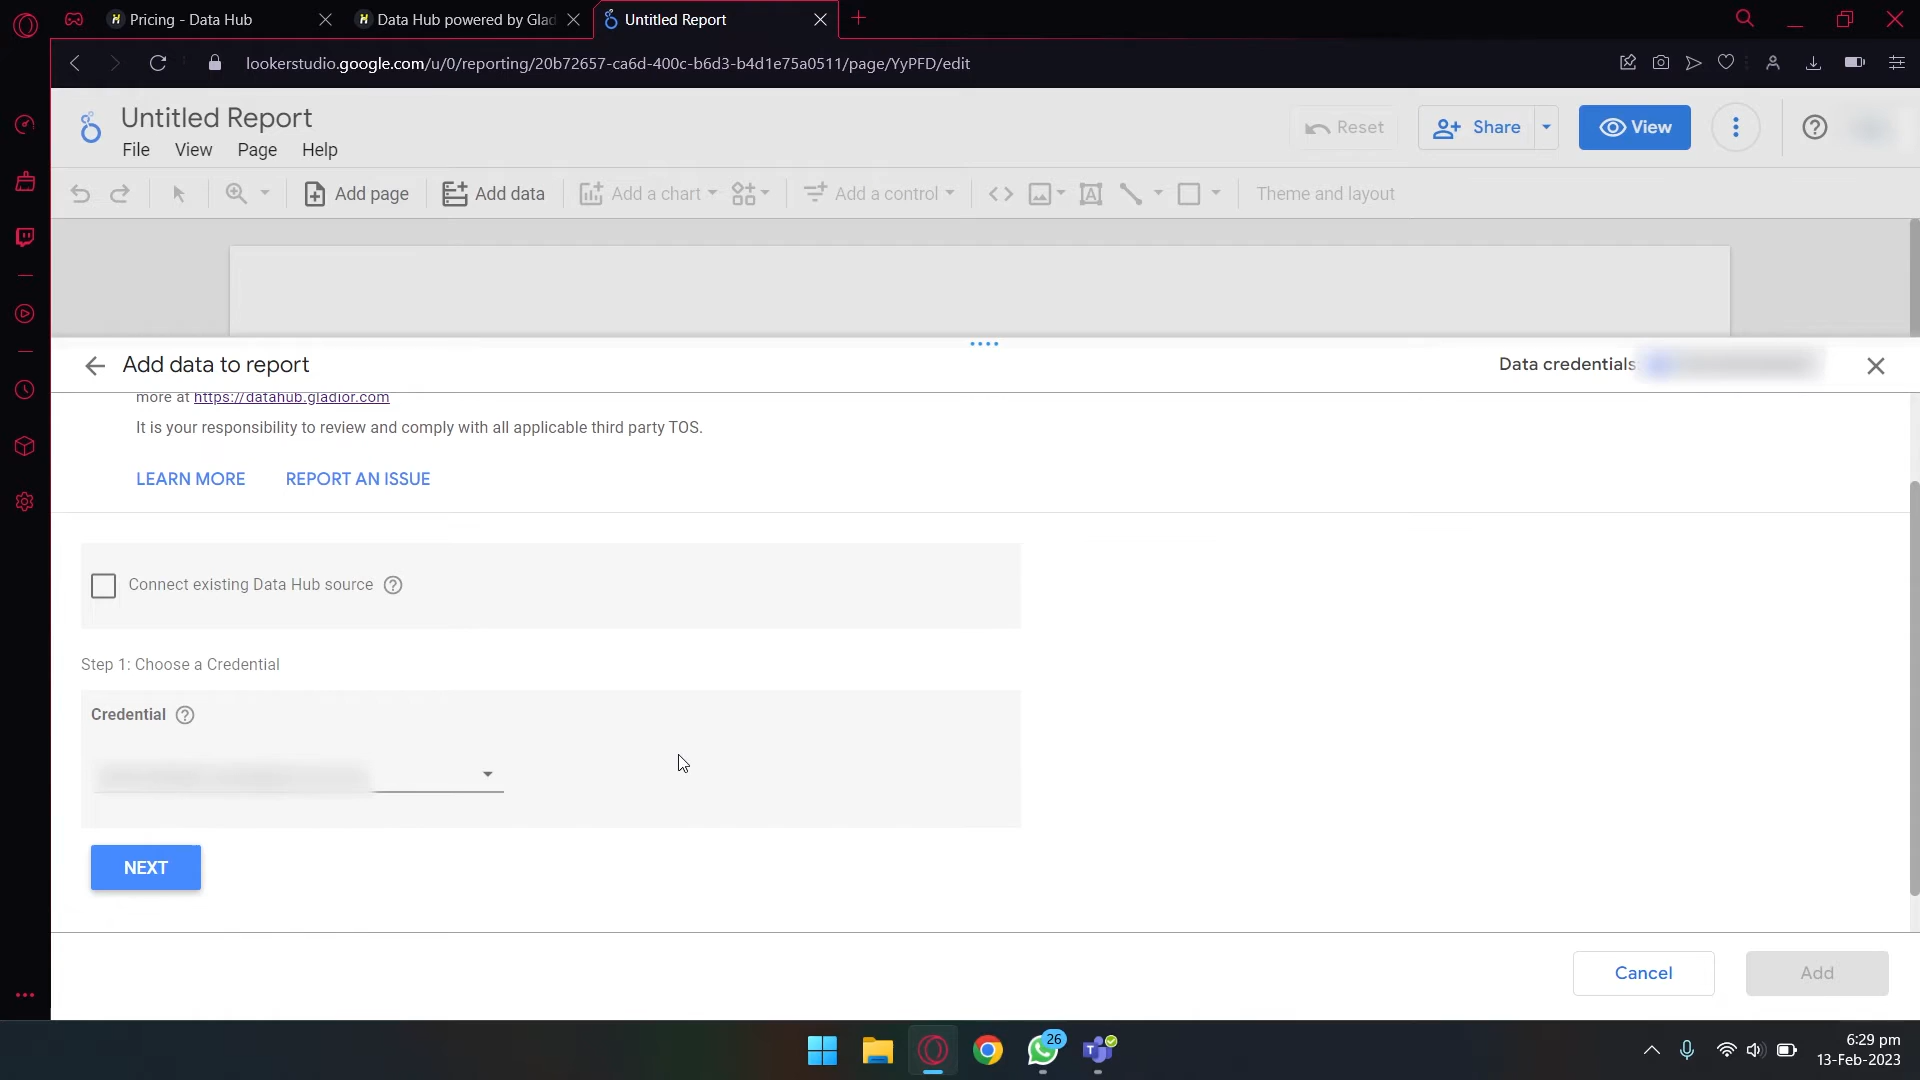 Pricing - Data Hub
Data Hub powered by Glad
Untitled Report
lookerstudio.google.com/u/0/reporting/20b72657-ca6d-400c-b6d3-b4d1e75a0511/page/YyPFD/edit
Untitled Report
File View Page Help
Reset
Share
View
Add page
Add data
Add a chart
Add a control
Theme and layout
Add data to report
Data credentials
more at https://datahub.gladior.com
It is your responsibility to review and comply with all applicable third party TOS.
LEARN MORE
REPORT AN ISSUE
Connect existing Data Hub source
Step 1: Choose a Credential
Credential
NEXT
Cancel
Add
26
6:29 pm
13-Feb-2023